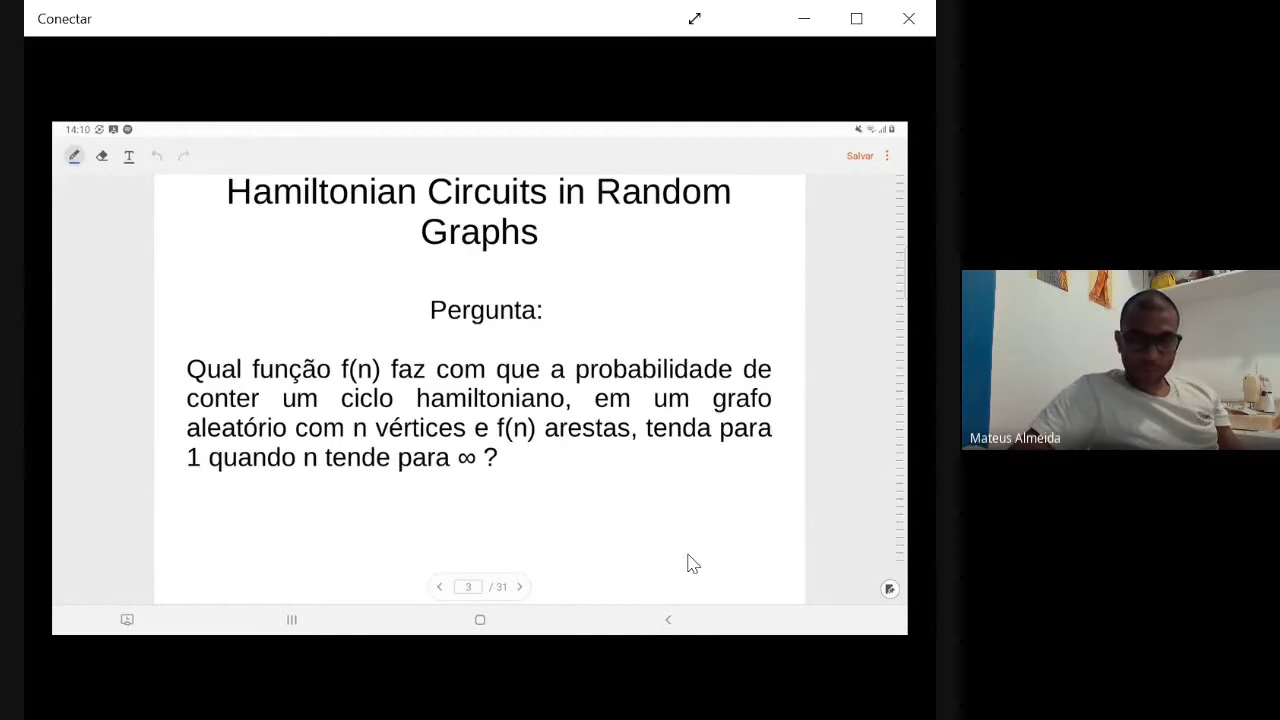 Conectar
14:10
T
Salvar
Hamiltonian Circuits in Random
Graphs
Pergunta:
Qual função f(n) faz com que a probabilidade de
conter um ciclo hamiltoniano, em um grafo
aleatório com n vértices e f(n) arestas, tenda para
1 quando n tende para ∞ ?
3 / 31
Mateus Almeida